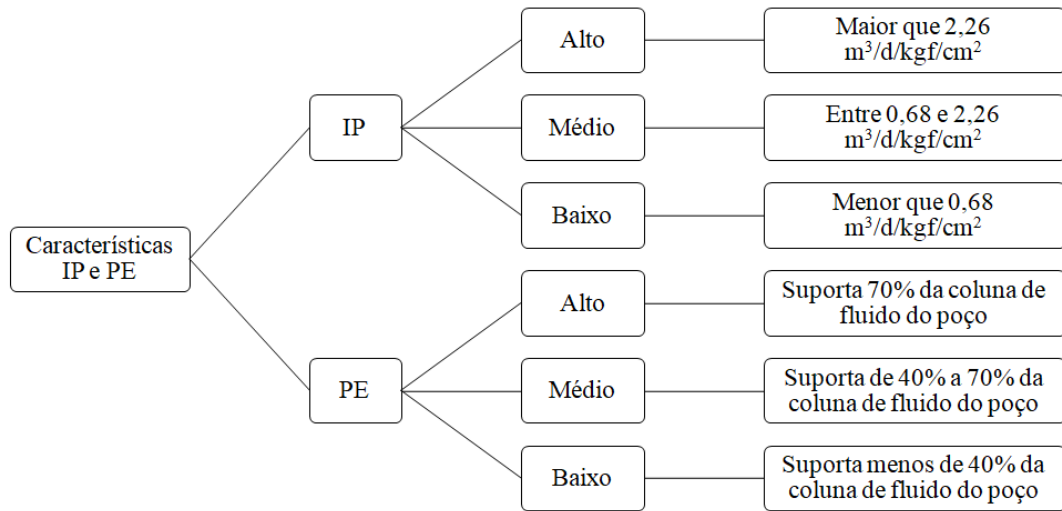 Características
IP e PE
IP
Alto
Maior que 2,26
m³/d/kgf/cm²
Médio
Entre 0,68 e 2,26
m³/d/kgf/cm²
Baixo
Menor que 0,68
m³/d/kgf/cm²
PE
Alto
Suporta 70% da coluna de
fluido do poço
Médio
Suporta de 40% a 70% da
coluna de fluido do poço
Baixo
Suporta menos de 40% da
coluna de fluido do poço